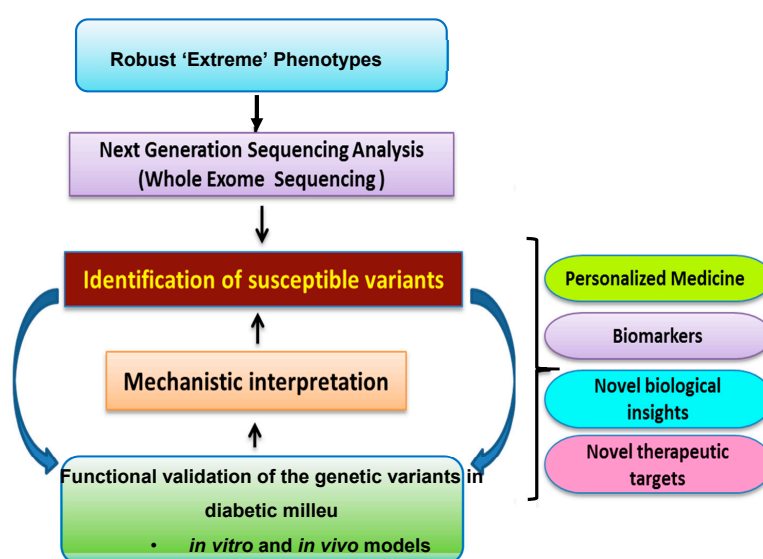 Robust ‘Extreme’ Phenotypes
Next Generation Sequencing Analysis
(Whole Exome Sequencing )
Identification of susceptible variants
Mechanistic interpretation
Functional validation of the genetic variants in
diabetic milleu
• in vitro and in vivo models
Personalized Medicine
Biomarkers
Novel biological
insights
Novel therapeutic
targets